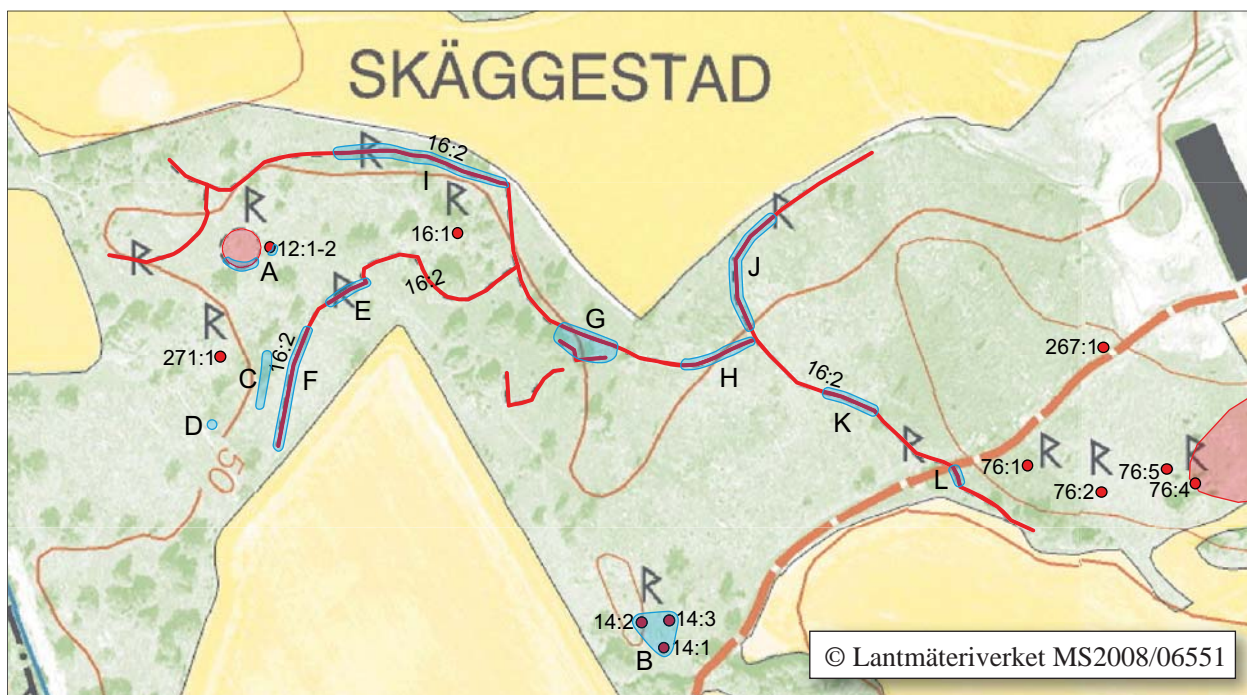 SKÄGGESTAD
16:2
I
R
R
R
R
16:1
12:1-2
A
R
J
R
E
16:2
G
R
271:1
16:2
C
F
H
267:1
16:2
K
D
50
R
L
76:1
R
76:2
R
76:5
R
76:4
R
14:2
14:3
14:1
B
© Lantmäteriverket MS2008/06551